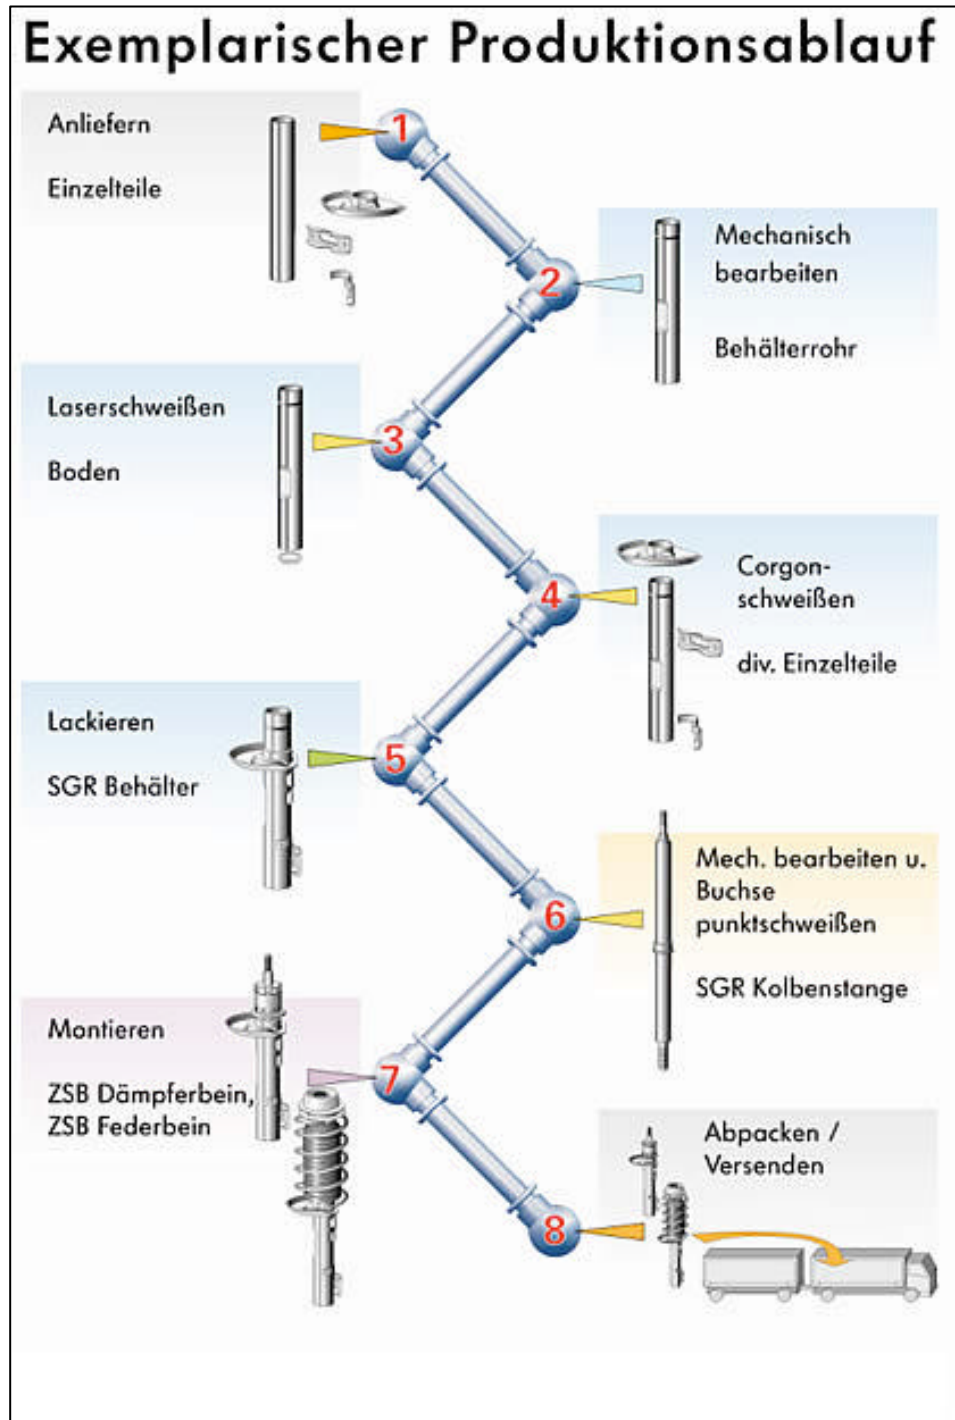 Exemplarischer Produktionsablauf
Anliefern
Einzelteile
1
2
Mechanisch
bearbeiten
Behälterrohr
Laserschweißen
Boden
3
4
Corgon-
schweißen
div. Einzelteile
Lackieren
SGR Behälter
5
6
Mech. bearbeiten u.
Buchse
punktschweißen
SGR Kolbenstange
Montieren
ZSB Dämpferbein,
ZSB Federbein
7
8
Abpacken /
Versenden